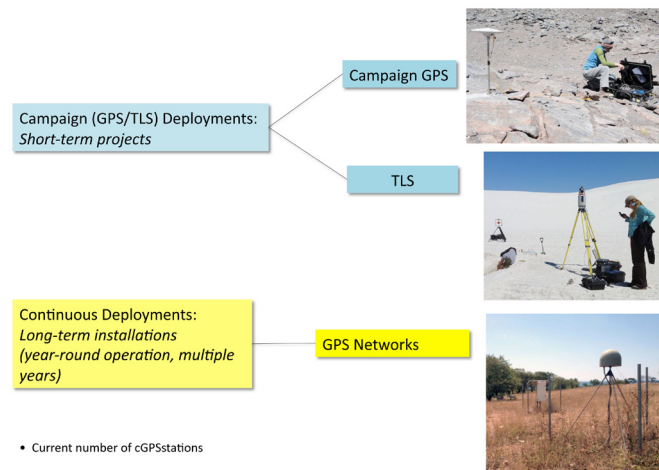 Campaign GPS
Campaign (GPS/TLS) Deployments:
Short-term projects
TLS
Continuous Deployments:
Long-term installations
(year-round operation, multiple
years)
GPS Networks
• Current number of cGPSstations